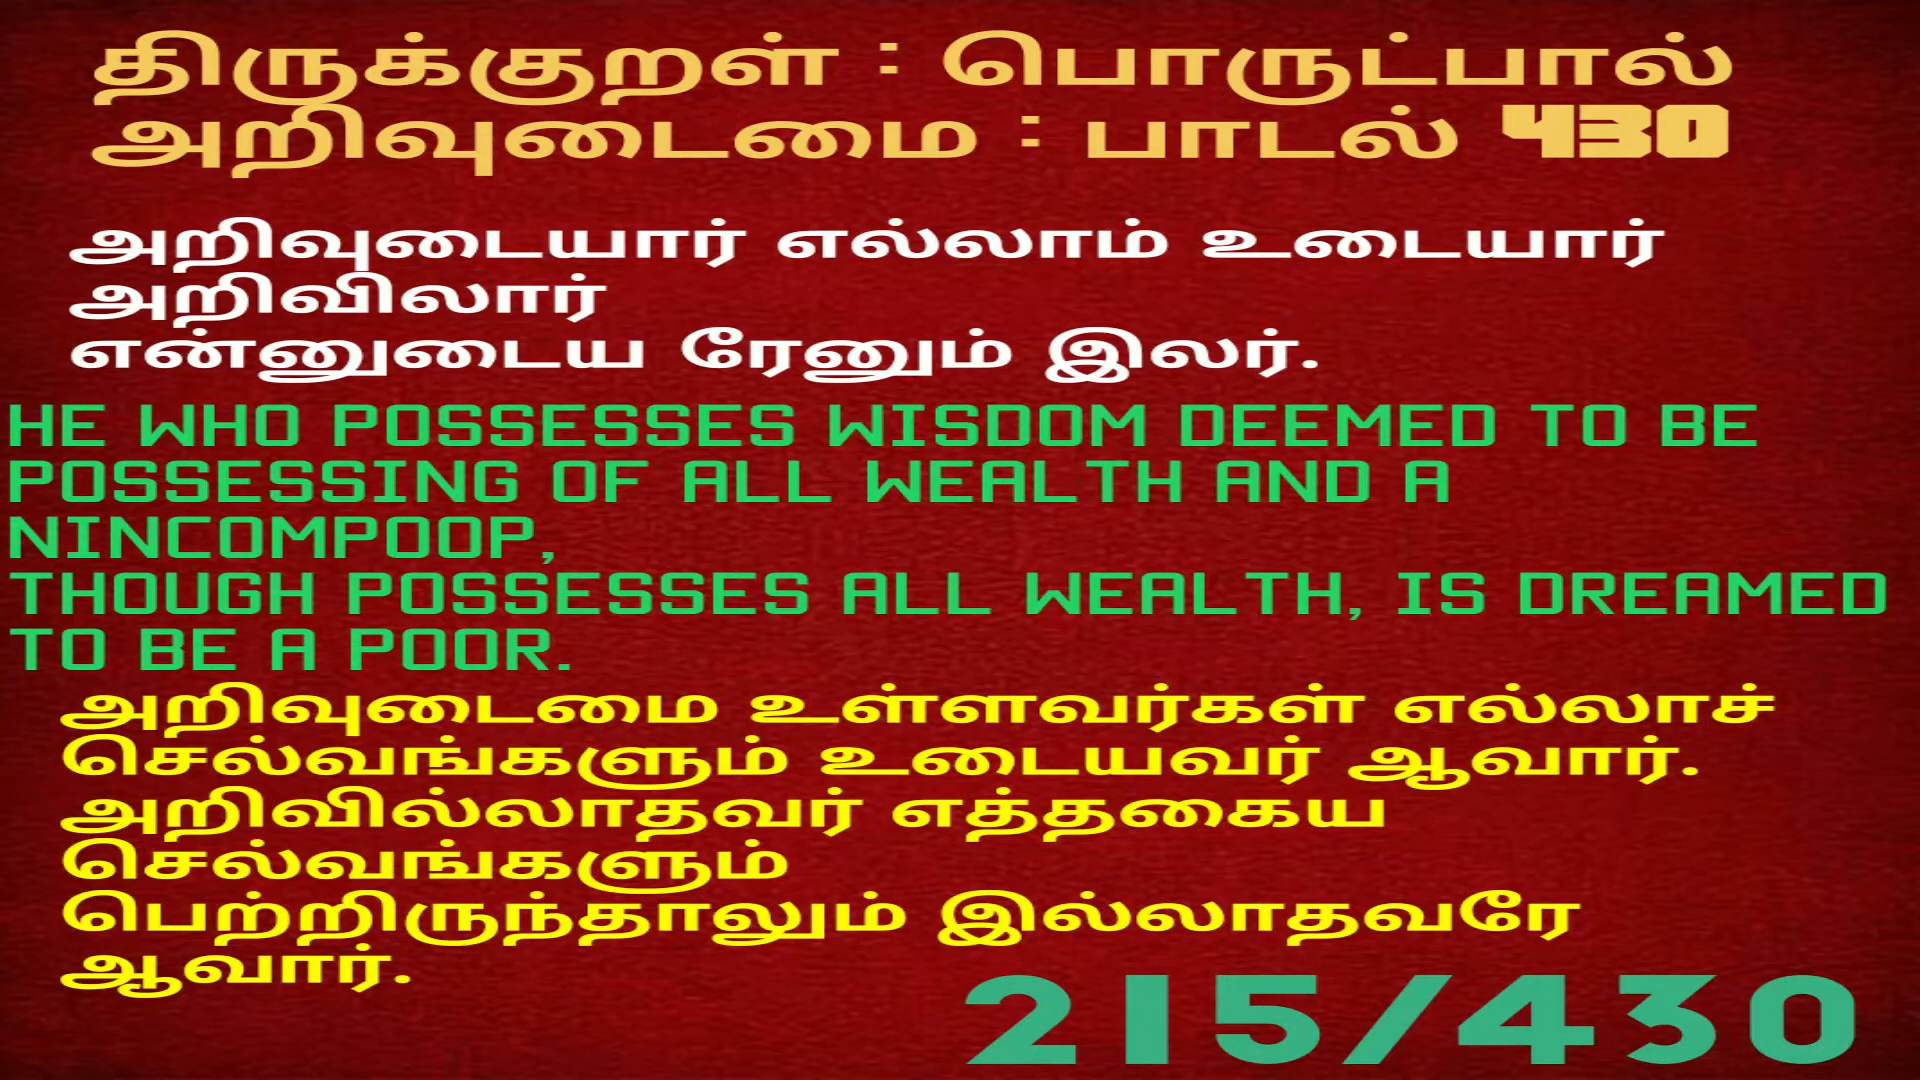 திருக்குறள் : பொருட்பால்
அறிவுடைமை : பாடல் 430
அறிவுடையார் எல்லாம் உடையார்
அறிவிலார்
என்னுடைய ரேனும் இலர்.
HE WHO POSSESSES WISDOM DEEMED TO BE
POSSESSING OF ALL WEALTH AND A
NINCOMPOOP,
THOUGH POSSESSES ALL WEALTH, IS DREAMED
TO BE A POOR.
அறிவுடைமை உள்ளவர்கள் எல்லாச்
செல்வங்களும் உடையவர் ஆவார்.
அறிவில்லாதவர் எத்தகைய
செல்வங்களும்
பெற்றிருந்தாலும் இல்லாதவரே
ஆவார்.
215/430